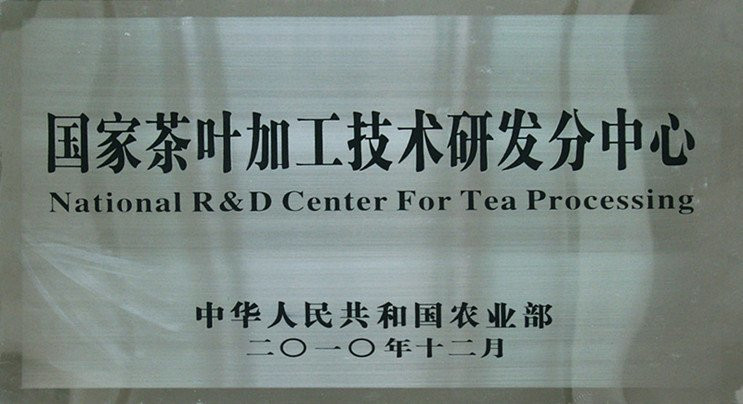 国家茶叶加工技术研发分中心
National R&D Center For Tea Processing
中华人民共和国农业部
二〇一〇年十二月